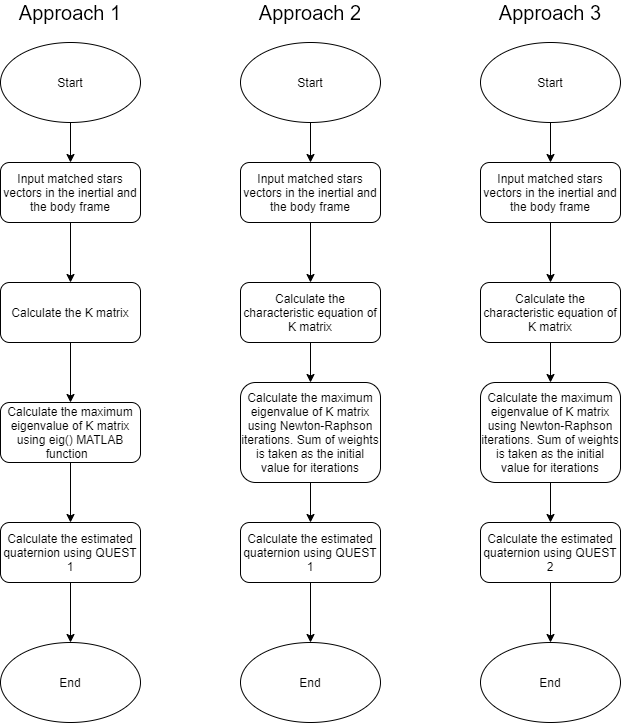 Approach 1
Start
Input matched stars
vectors in the inertial and
the body frame
Calculate the K matrix
Calculate the maximum
eigenvalue of K matrix
using eig() MATLAB
function
Calculate the estimated
quaternion using QUEST
1
End
Approach 2
Start
Input matched stars
vectors in the inertial and
the body frame
Calculate the
characteristic equation of
K matrix
Calculate the maximum
eigenvalue of K matrix
using Newton-Raphson
iterations. Sum of weights
is taken as the initial
value for iterations
Calculate the estimated
quaternion using QUEST
1
End
Approach 3
Start
Input matched stars
vectors in the inertial and
the body frame
Calculate the
characteristic equation of
K matrix
Calculate the maximum
eigenvalue of K matrix
using Newton-Raphson
iterations. Sum of weights
is taken as the initial
value for iterations
Calculate the estimated
quaternion using QUEST
2
End